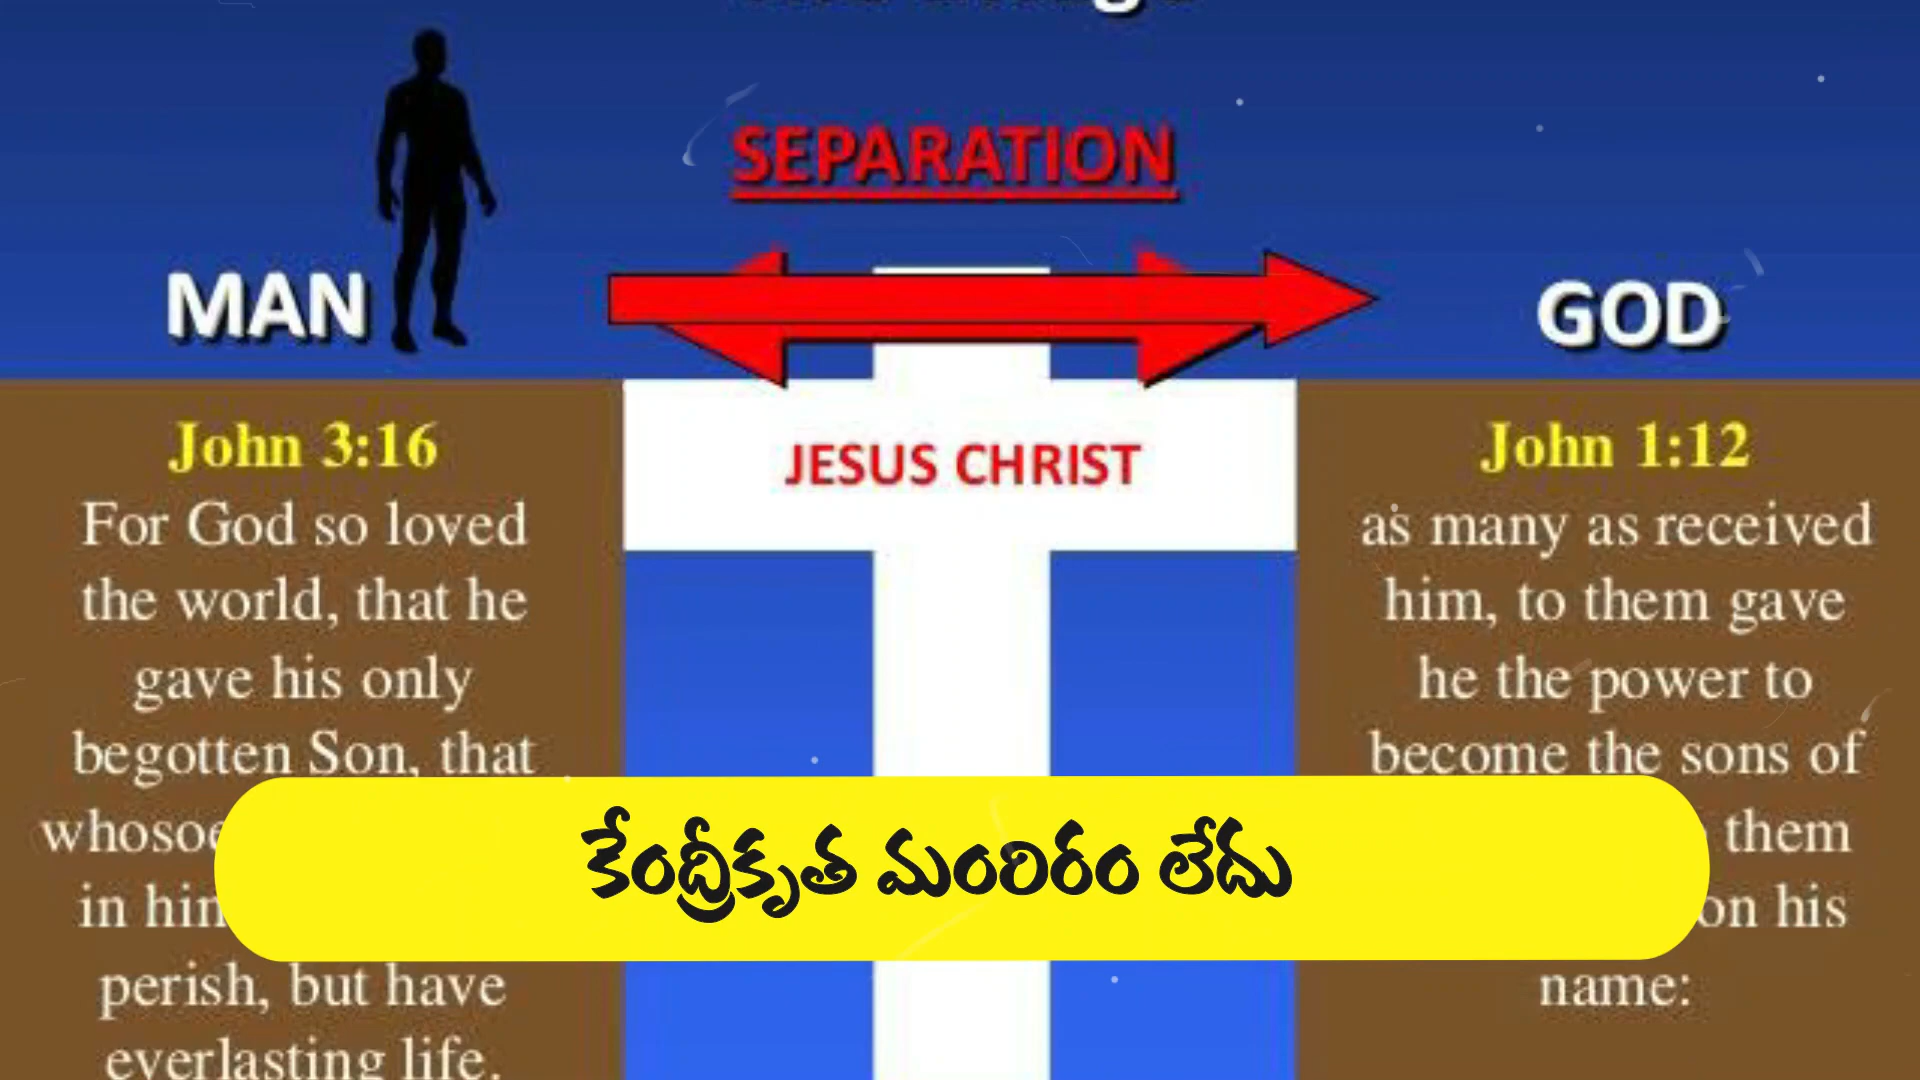 SEPARATION
MAN
GOD
JESUS CHRIST
John 3:16
For God so loved
the world, that he
gave his only
begotten Son, that
in
perish, but have
everlasting life.
John 1:12
as many as received
him, to them gave
he the power to
become the sons of
them
on his
name:
కేంద్రీకృత మందిరం లేదు